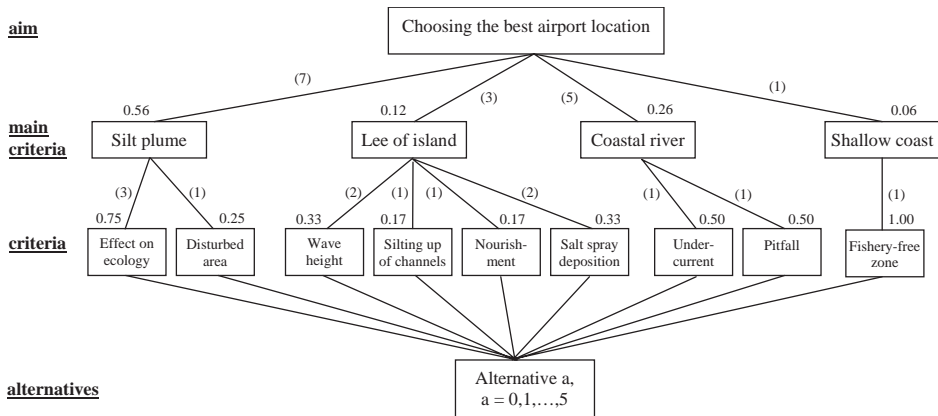 aim
Choosing the best airport location
(7)
(3)
(5)
(1)
0.56
0.12
0.26
0.06
main
criteria
Silt plume
Lee of island
Coastal river
Shallow coast
(3)
(1)
(2)
(1)
(1)
(2)
(1)
(1)
(1)
0.75
0.25
0.33
0.17
0.17
0.33
0.50
0.50
1.00
criteria
Effect on
ecology
Disturbed
area
Wave
height
Silting up
of channels
Nourish-
ment
Salt spray
deposition
Under-
current
Pitfall
Fishery-free
zone
alternatives
Alternative a,
a = 0,1,…,5